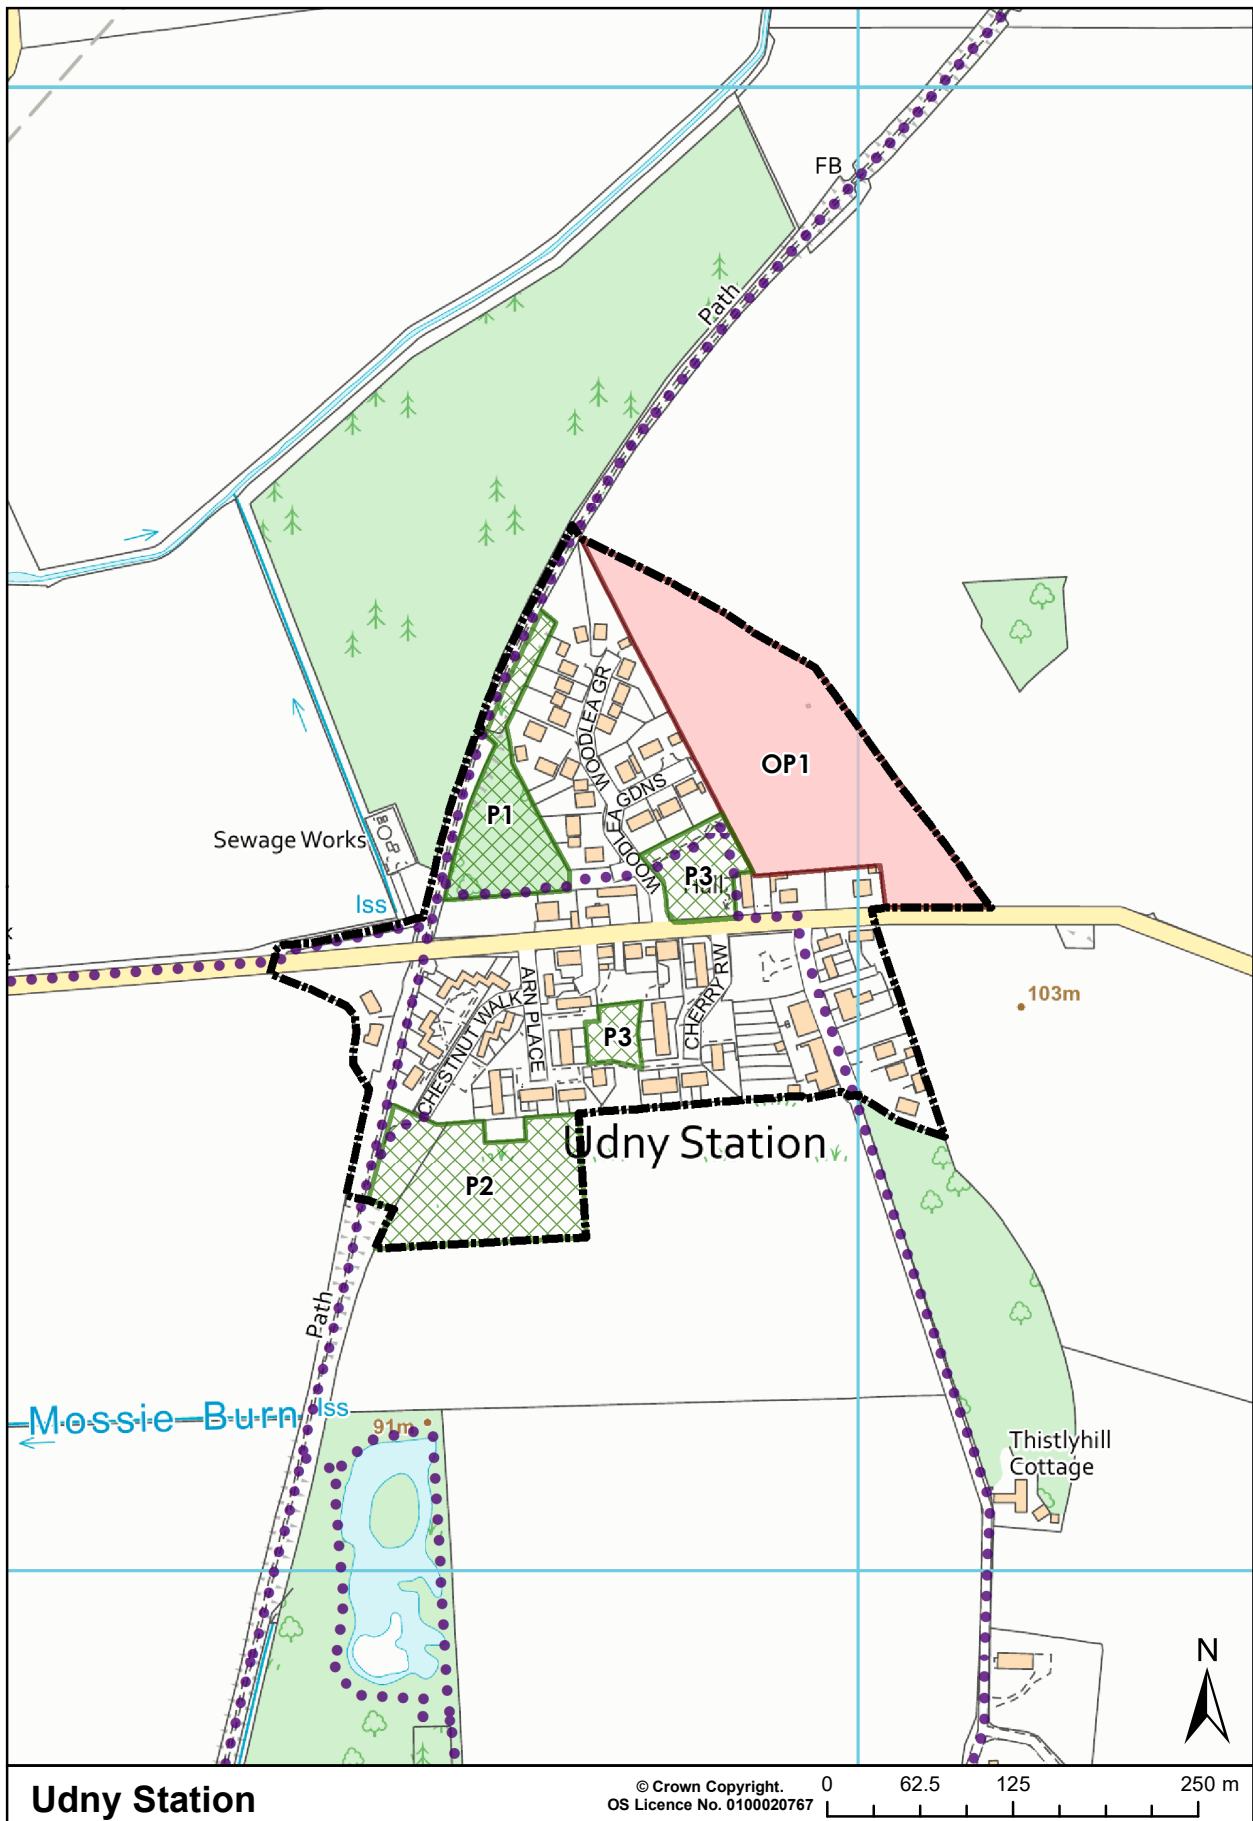 FB
Path
WOODLEA GR
OP1
WOODLEA GDNS
P1
Sewage Works
P3
Hall
Iss
103m
ARN PLACE
CHERRY RW
CHESTNUT WALK
P3
Udny Station
P2
Path
Mossie Burn
Iss
91m
Thistlyhill
Cottage
N
Udny Station
© Crown Copyright.
OS Licence No. 0100020767
0 62.5 125 250 m